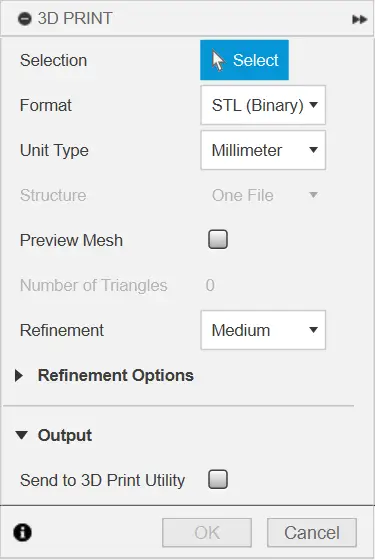 3D PRINT
Selection Select
Format STL (Binary)
Unit Type Millimeter
Structure One File
Preview Mesh
Number of Triangles 0
Refinement Medium
Refinement Options
Output
Send to 3D Print Utility
OK Cancel